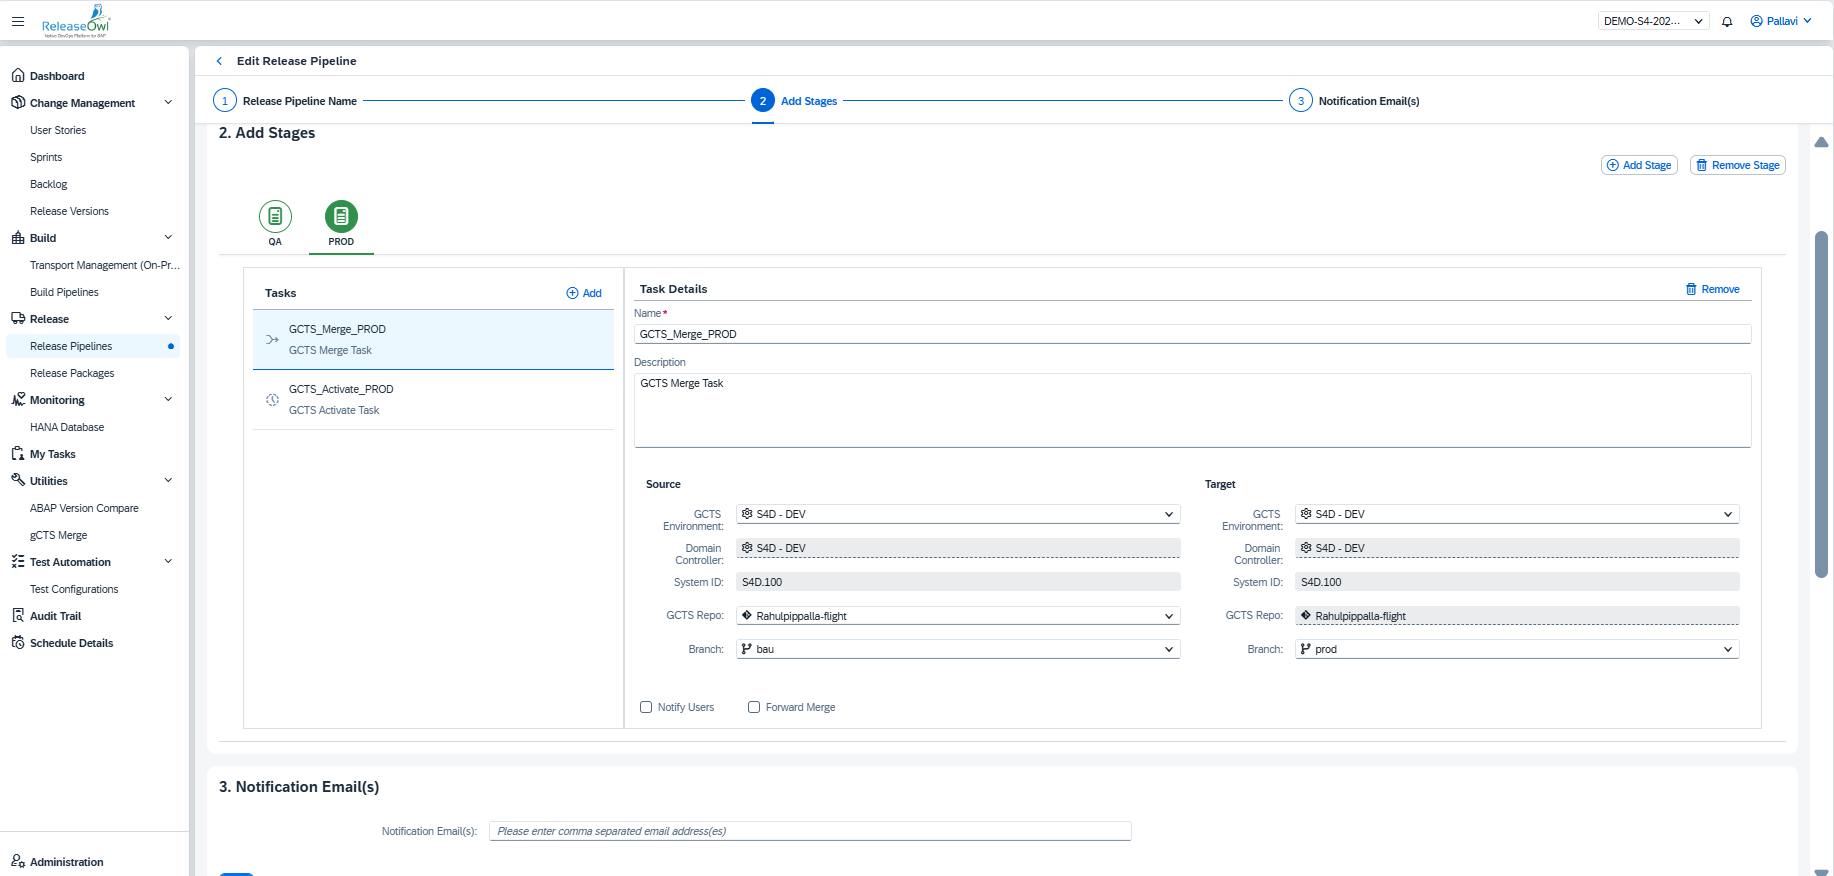 ReleaseOwl
Native DevOps Platform for SAP
DEMO-S4-202...
Pallavi
Dashboard
Change Management
User Stories
Sprints
Backlog
Release Versions
Build
Transport Management (On-Pr...
Build Pipelines
Release
Release Pipelines
Release Packages
Monitoring
HANA Database
My Tasks
Utilities
ABAP Version Compare
gCTS Merge
Test Automation
Test Configurations
Audit Trail
Schedule Details
Administration
Edit Release Pipeline
1 Release Pipeline Name
2 Add Stages
3 Notification Email(s)
2. Add Stages
Add Stage Remove Stage
QA PROD
Tasks Add
GCTS_Merge_PROD
GCTS Merge Task
GCTS_Activate_PROD
GCTS Activate Task
Task Details Remove
Name*
GCTS_Merge_PROD
Description
GCTS Merge Task
Source
GCTS Environment: S4D - DEV
Domain Controller: S4D - DEV
System ID: S4D.100
GCTS Repo: Rahulpippalla-flight
Branch: bau
Target
GCTS Environment: S4D - DEV
Domain Controller: S4D - DEV
System ID: S4D.100
GCTS Repo: Rahulpippalla-flight
Branch: prod
Notify Users Forward Merge
3. Notification Email(s)
Notification Email(s): Please enter comma separated email address(es)